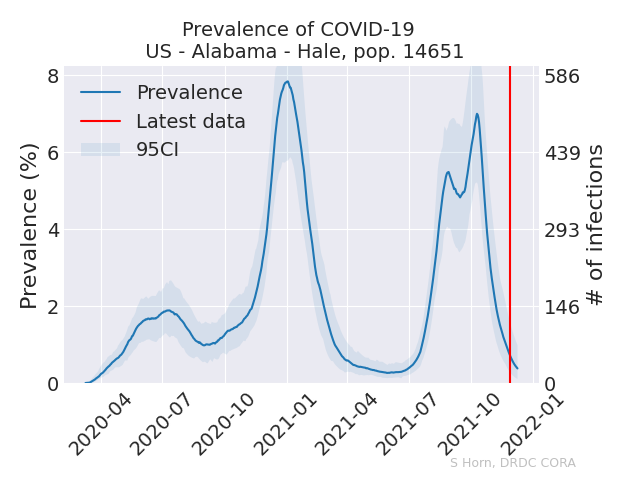 Prevalence of COVID-19
US - Alabama - Hale, pop. 14651
Prevalence
Latest data
95CI
Prevalence (%)
8
6
4
2
0
586
439
293
146
0
# of infections
2020-04
2020-07
2020-10
2021-01
2021-04
2021-07
2021-10
2022-01
S Horn, DRDC CORA